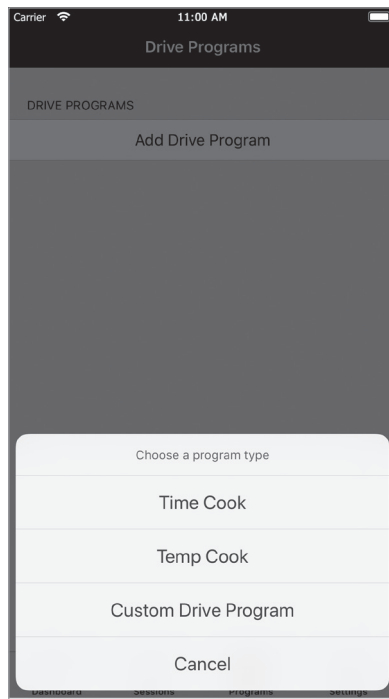 Carrier 11:00 AM
Drive Programs
DRIVE PROGRAMS
Add Drive Program
Choose a program type
Time Cook
Temp Cook
Custom Drive Program
Cancel
Dashboard Sessions Programs Settings